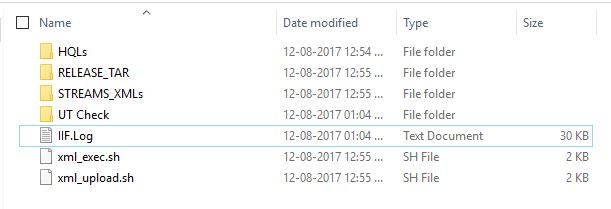 Name Date modified Type Size
HQLs 12-08-2017 12:54 ... File folder
RELEASE_TAR 12-08-2017 12:55 ... File folder
STREAMS_XMLs 12-08-2017 12:55 ... File folder
UT Check 12-08-2017 01:04 ... File folder
IIF.Log 12-08-2017 01:04 ... Text Document 30 KB
xml_exec.sh 12-08-2017 12:55 ... SH File 2 KB
xml_upload.sh 12-08-2017 12:55 ... SH File 2 KB